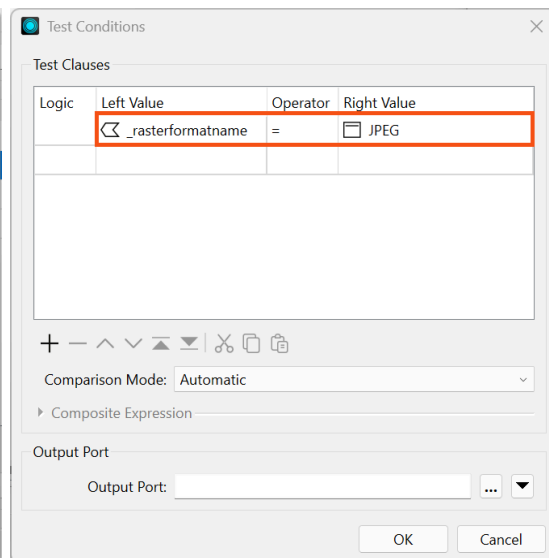 Test Conditions
Test Clauses
Logic Left Value Operator Right Value
_rasterformatname = JPEG
Comparison Mode: Automatic
Composite Expression
Output Port
Output Port: ...
OK Cancel